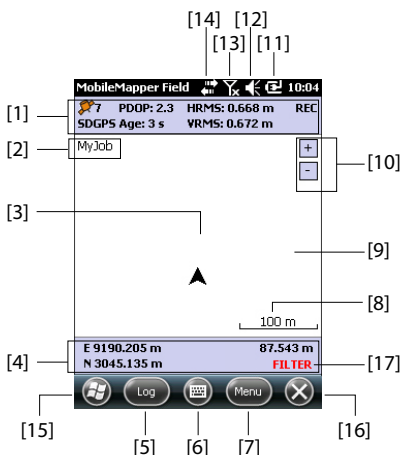 [14] [12]
[13] [11]
MobileMapper Field 10:04
[1] 7 PDOP: 2.3 HRMS: 0.668 m REC
SDGPS Age: 3 s VRMS: 0.672 m
[2] MyJob +
- [10]
[3]
[9]
[8]
100 m
[4] E 9190.205 m 87.543 m
N 3045.135 m FILTER [17]
Log Menu
[15] [5] [6] [7] [16]